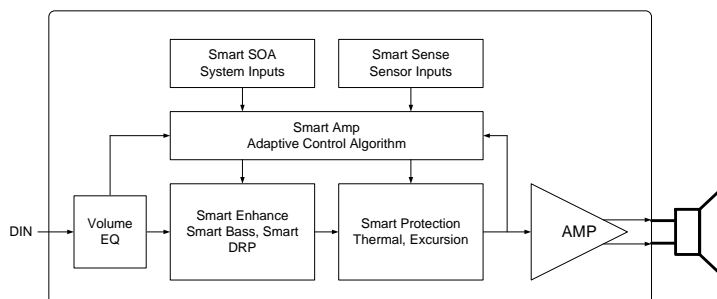 Smart SOA
System Inputs
Smart Sense
Sensor Inputs
Smart Amp
Adaptive Control Algorithm
DIN
Volume
EQ
Smart Enhance
Smart Bass, Smart
DRP
Smart Protection
Thermal, Excursion
AMP